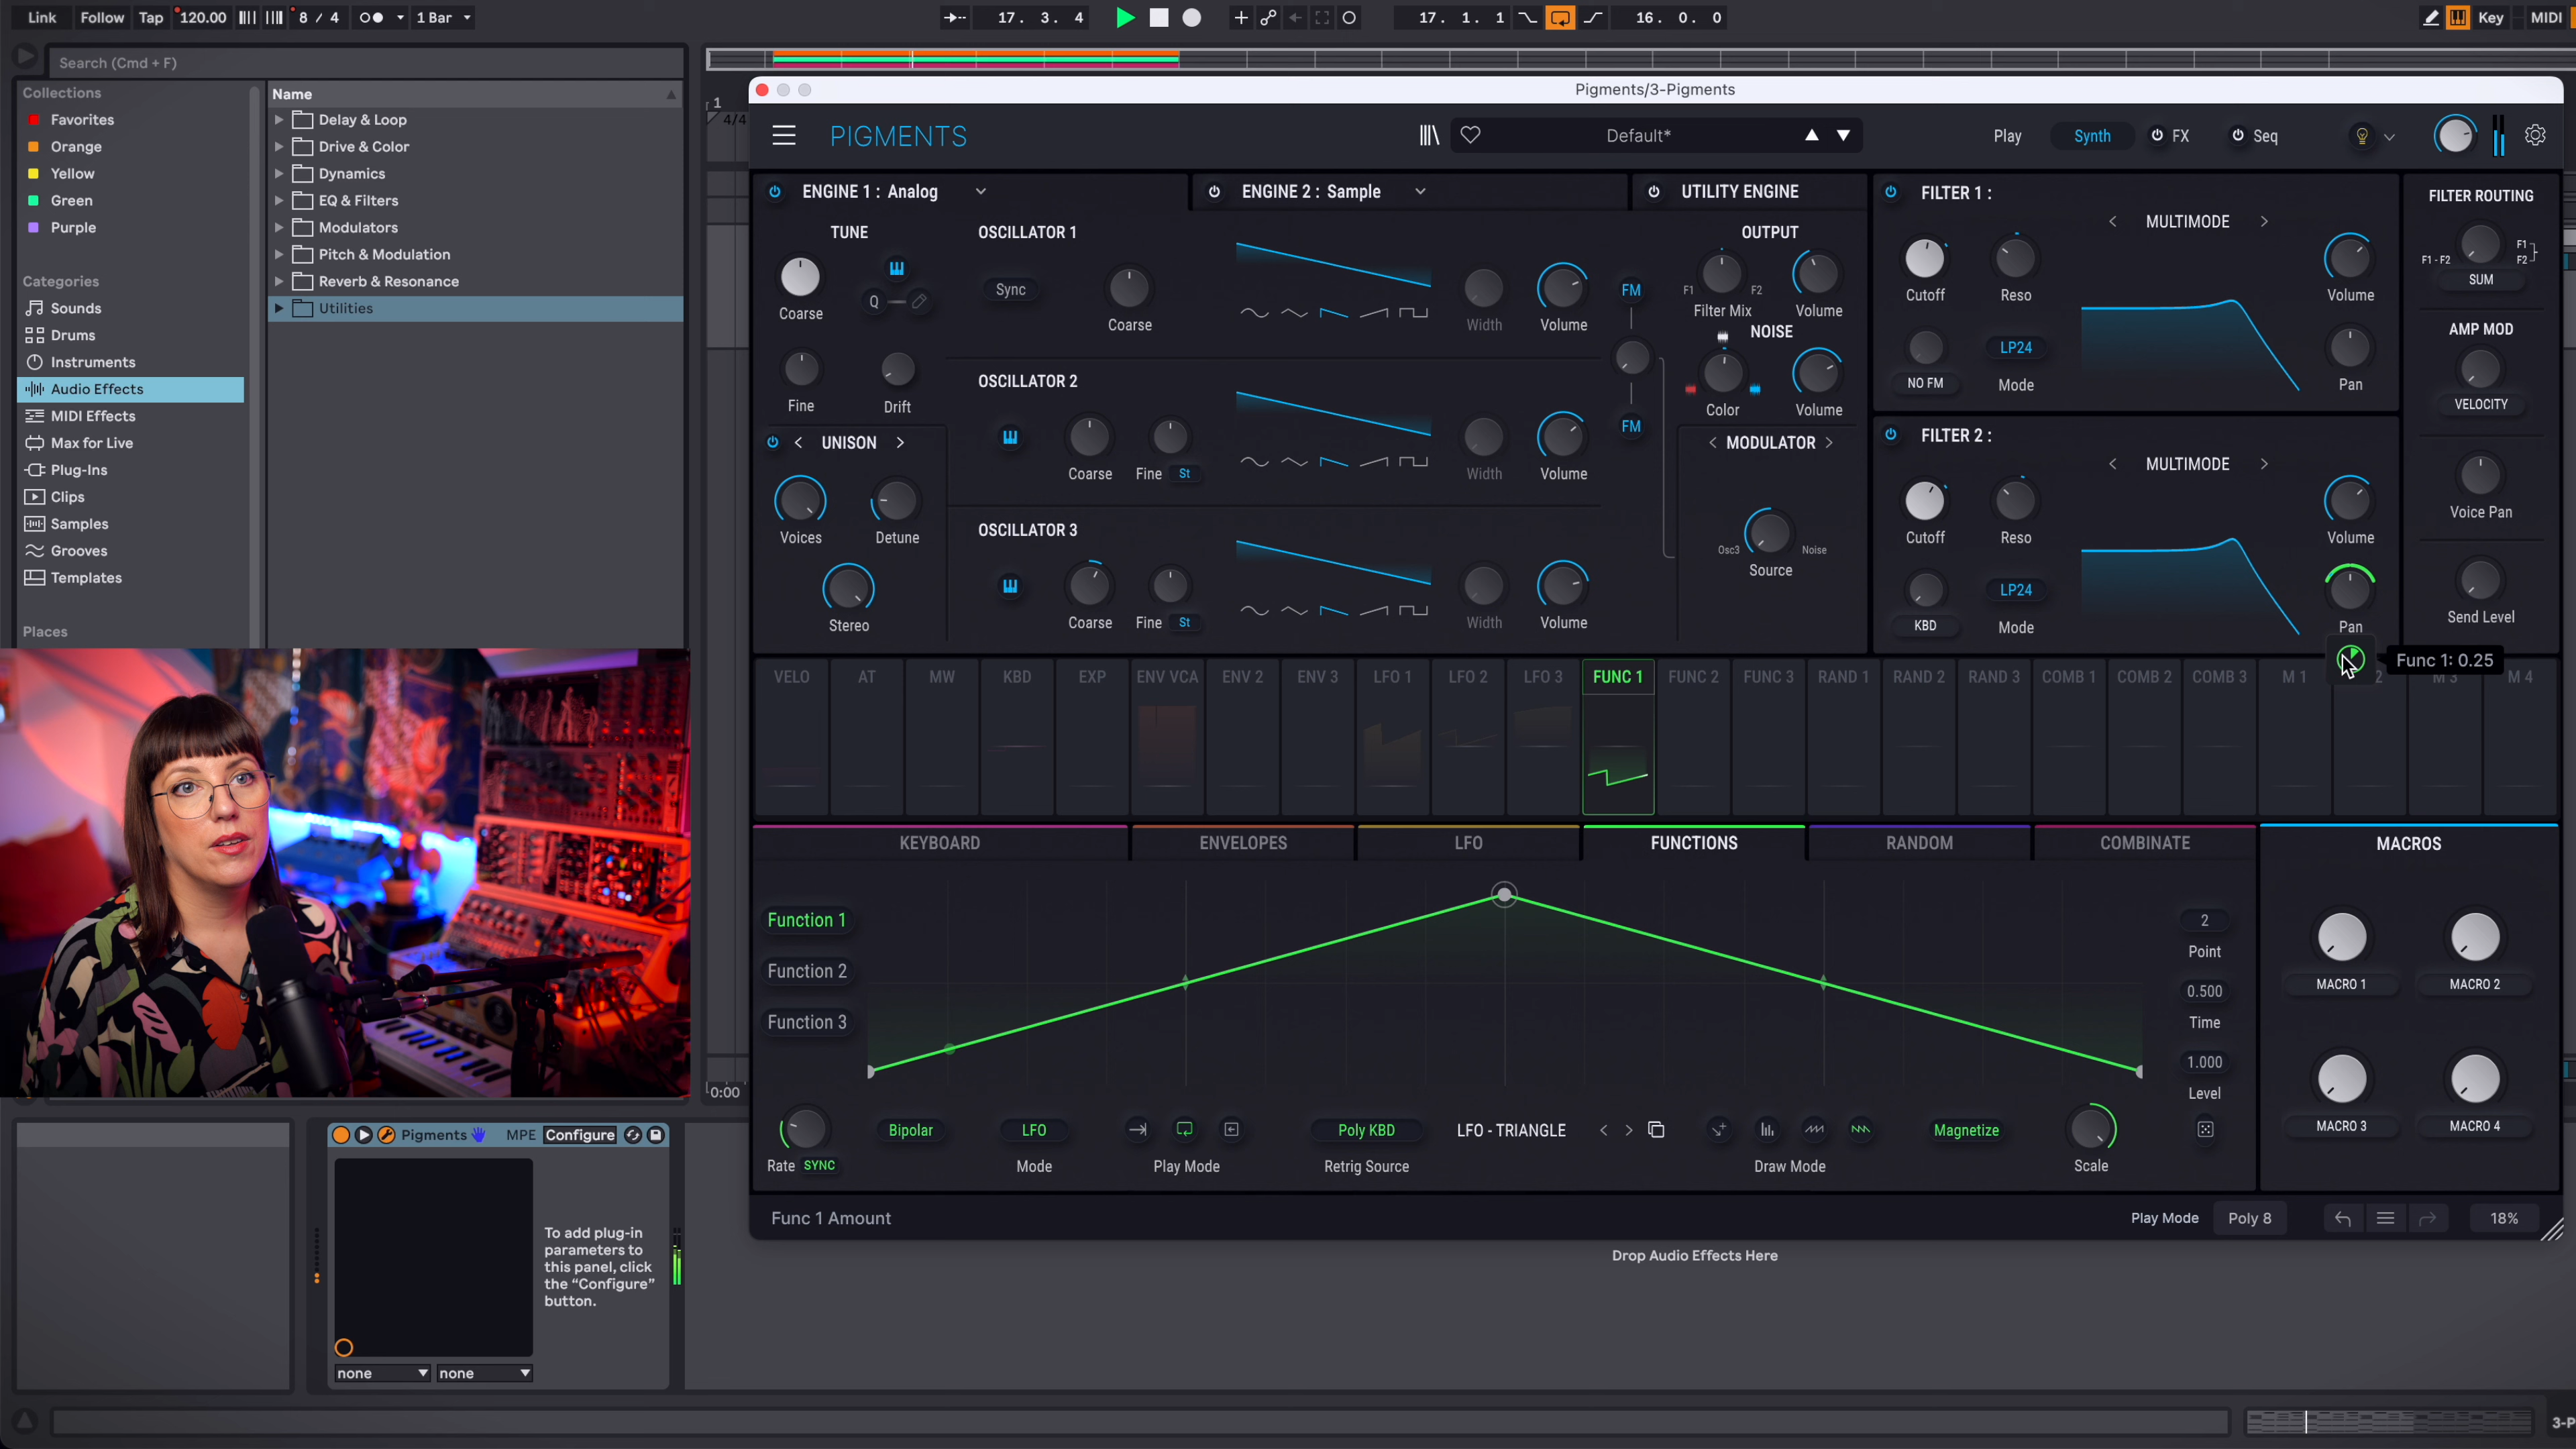 Link Follow Tap 120.00 8 / 4 1 Bar 17. 3. 4 17. 1. 1 16. 0. 0 Key MIDI
Search (Cmd + F)
Collections
Favorites
Orange
Yellow
Green
Purple
Categories
Sounds
Drums
Instruments
Audio Effects
MIDI Effects
Max for Live
Plug-Ins
Clips
Samples
Grooves
Templates
Places
Name
Delay & Loop
Drive & Color
Dynamics
EQ & Filters
Modulators
Pitch & Modulation
Reverb & Resonance
Utilities
1
4/4
0:00
Pigments/3-Pigments
PIGMENTS Default* Play Synth FX Seq
ENGINE 1 : Analog ENGINE 2 : Sample UTILITY ENGINE
TUNE
Coarse
Q
Fine Drift
UNISON
Voices Detune
Stereo
OSCILLATOR 1
Sync Coarse Width Volume FM
OSCILLATOR 2
Coarse Fine St Width Volume FM
OSCILLATOR 3
Coarse Fine St Width Volume
OUTPUT
F1 F2
Filter Mix Volume
NOISE
Color Volume
MODULATOR
Osc3 Noise
Source
FILTER 1 :
MULTIMODE
Cutoff Reso Volume
NO FM LP24
Mode Pan
FILTER 2 :
MULTIMODE
Cutoff Reso Volume
KBD LP24
Mode Pan
FILTER ROUTING
F1 - F2 F1 F2
SUM
AMP MOD
VELOCITY
Voice Pan
Send Level
Func 1: 0.25
VELO AT MW KBD EXP ENV VCA ENV 2 ENV 3 LFO 1 LFO 2 LFO 3 FUNC 1 FUNC 2 FUNC 3 RAND 1 RAND 2 RAND 3 COMB 1 COMB 2 COMB 3 M 1 2 M 3 M 4
KEYBOARD ENVELOPES LFO FUNCTIONS RANDOM COMBINATE MACROS
Function 1
Function 2
Function 3
2
Point
0.500
Time
1.000
Level
MACRO 1 MACRO 2
MACRO 3 MACRO 4
Bipolar LFO Poly KBD LFO - TRIANGLE Magnetize
Rate SYNC Mode Play Mode Retrig Source Draw Mode Scale
Func 1 Amount Play Mode Poly 8 18%
Drop Audio Effects Here
Pigments MPE Configure
To add plug-in
parameters to
this panel, click
the “Configure”
button.
none none
3-P